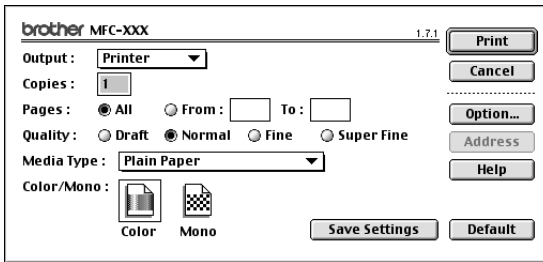 brother MFC-XXX 1.7.1 Print
Output : Printer Cancel
Copies : 1
Pages : All From : To : Option...
Quality : Draft Normal Fine Super Fine Address
Media Type : Plain Paper Help
Color/Mono :
Color Mono Save Settings Default